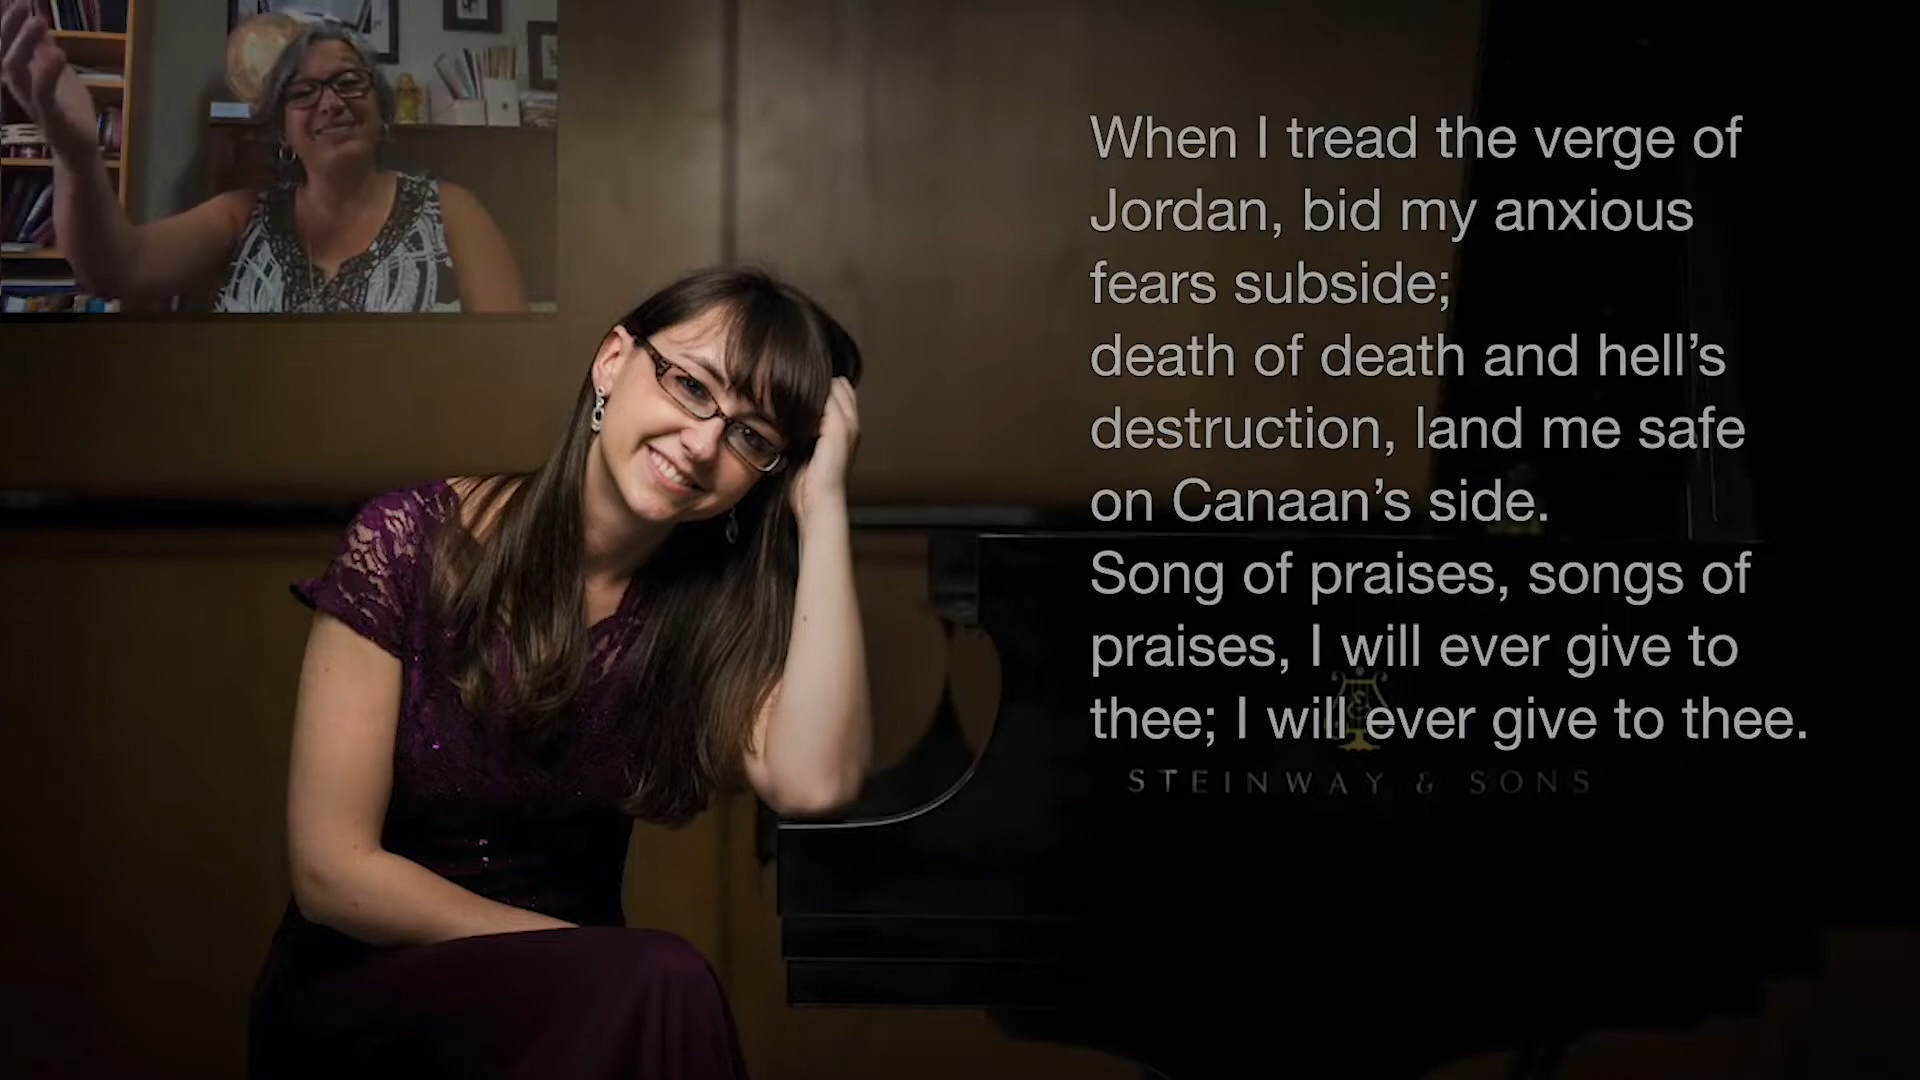 When I tread the verge of
Jordan, bid my anxious
fears subside;
death of death and hell’s
destruction, land me safe
on Canaan’s side.
Song of praises, songs of
praises, I will ever give to
thee; I will ever give to thee.
STEINWAY & SONS